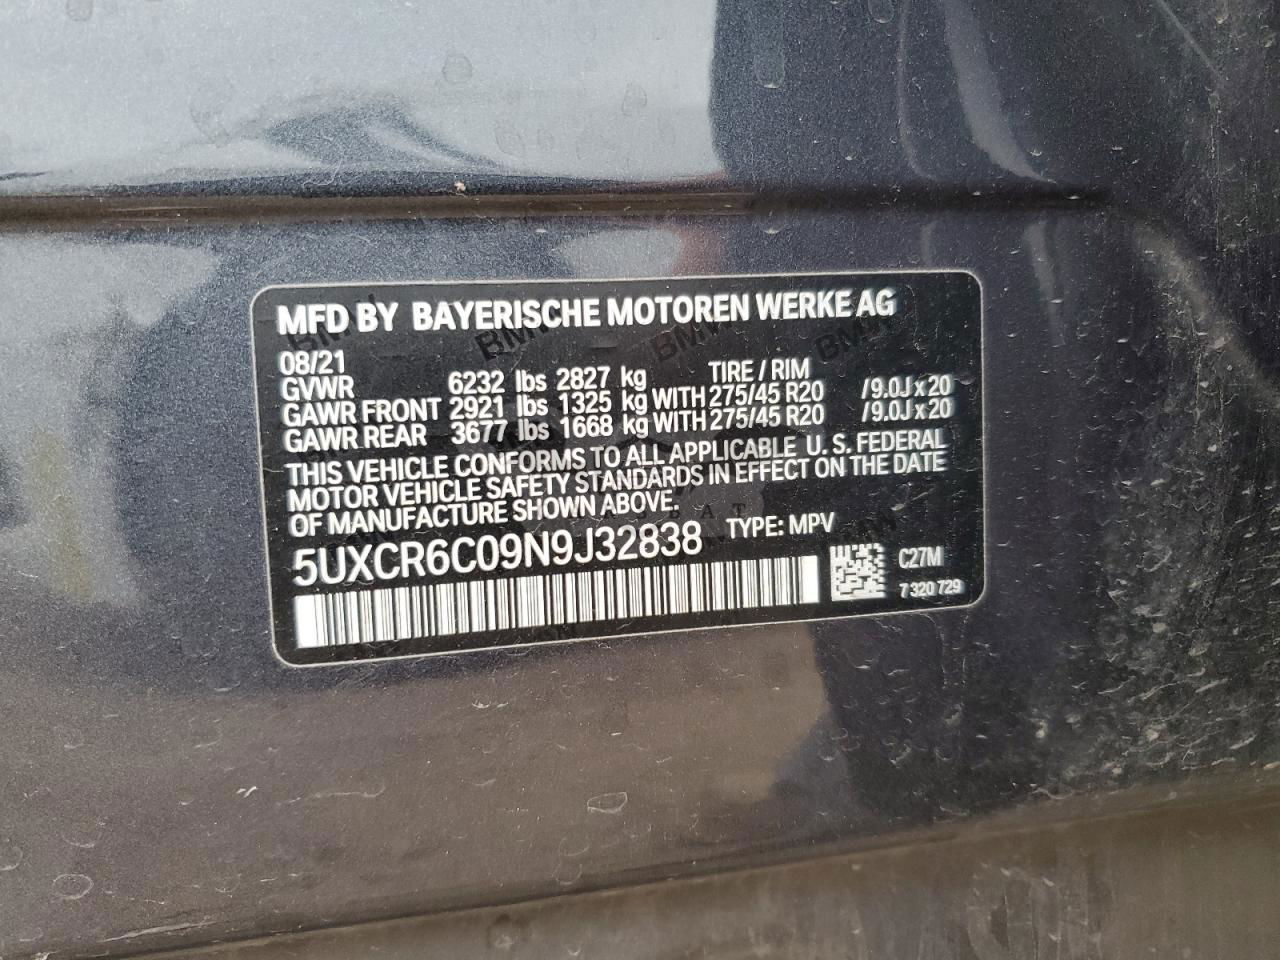 MFD BY BAYERISCHE MOTOREN WERKE AG
08/21 TIRE / RIM
GVWR 6232 lbs 2827 kg
GAWR FRONT 2921 lbs 1325 kg WITH 275/45 R20 /9.0J x 20
GAWR REAR 3677 lbs 1668 kg WITH 275/45 R20 /9.0J x 20
THIS VEHICLE CONFORMS TO ALL APPLICABLE U.S. FEDERAL
MOTOR VEHICLE SAFETY STANDARDS IN EFFECT ON THE DATE
OF MANUFACTURE SHOWN ABOVE.
5UXCR6C09N9J32838 TYPE: MPV
C27M
7 320 729